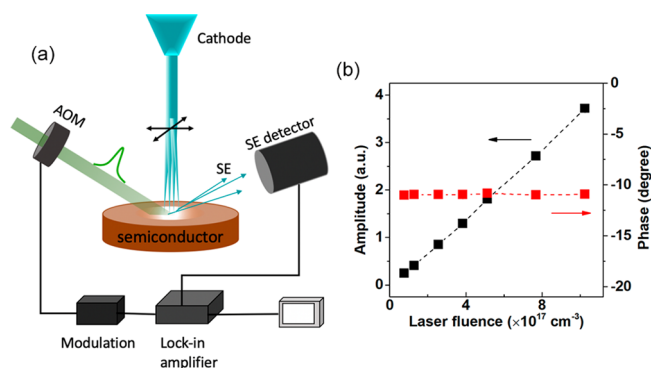 (a)
Cathode
AOM
SE detector
SE
semiconductor
Modulation
Lock-in
amplifier
(b)
Amplitude (a.u.)
4
3
2
1
0
0
-5
-10
-15
-20
Phase (degree)
0
4
8
Laser fluence (×10¹⁷ cm⁻³)